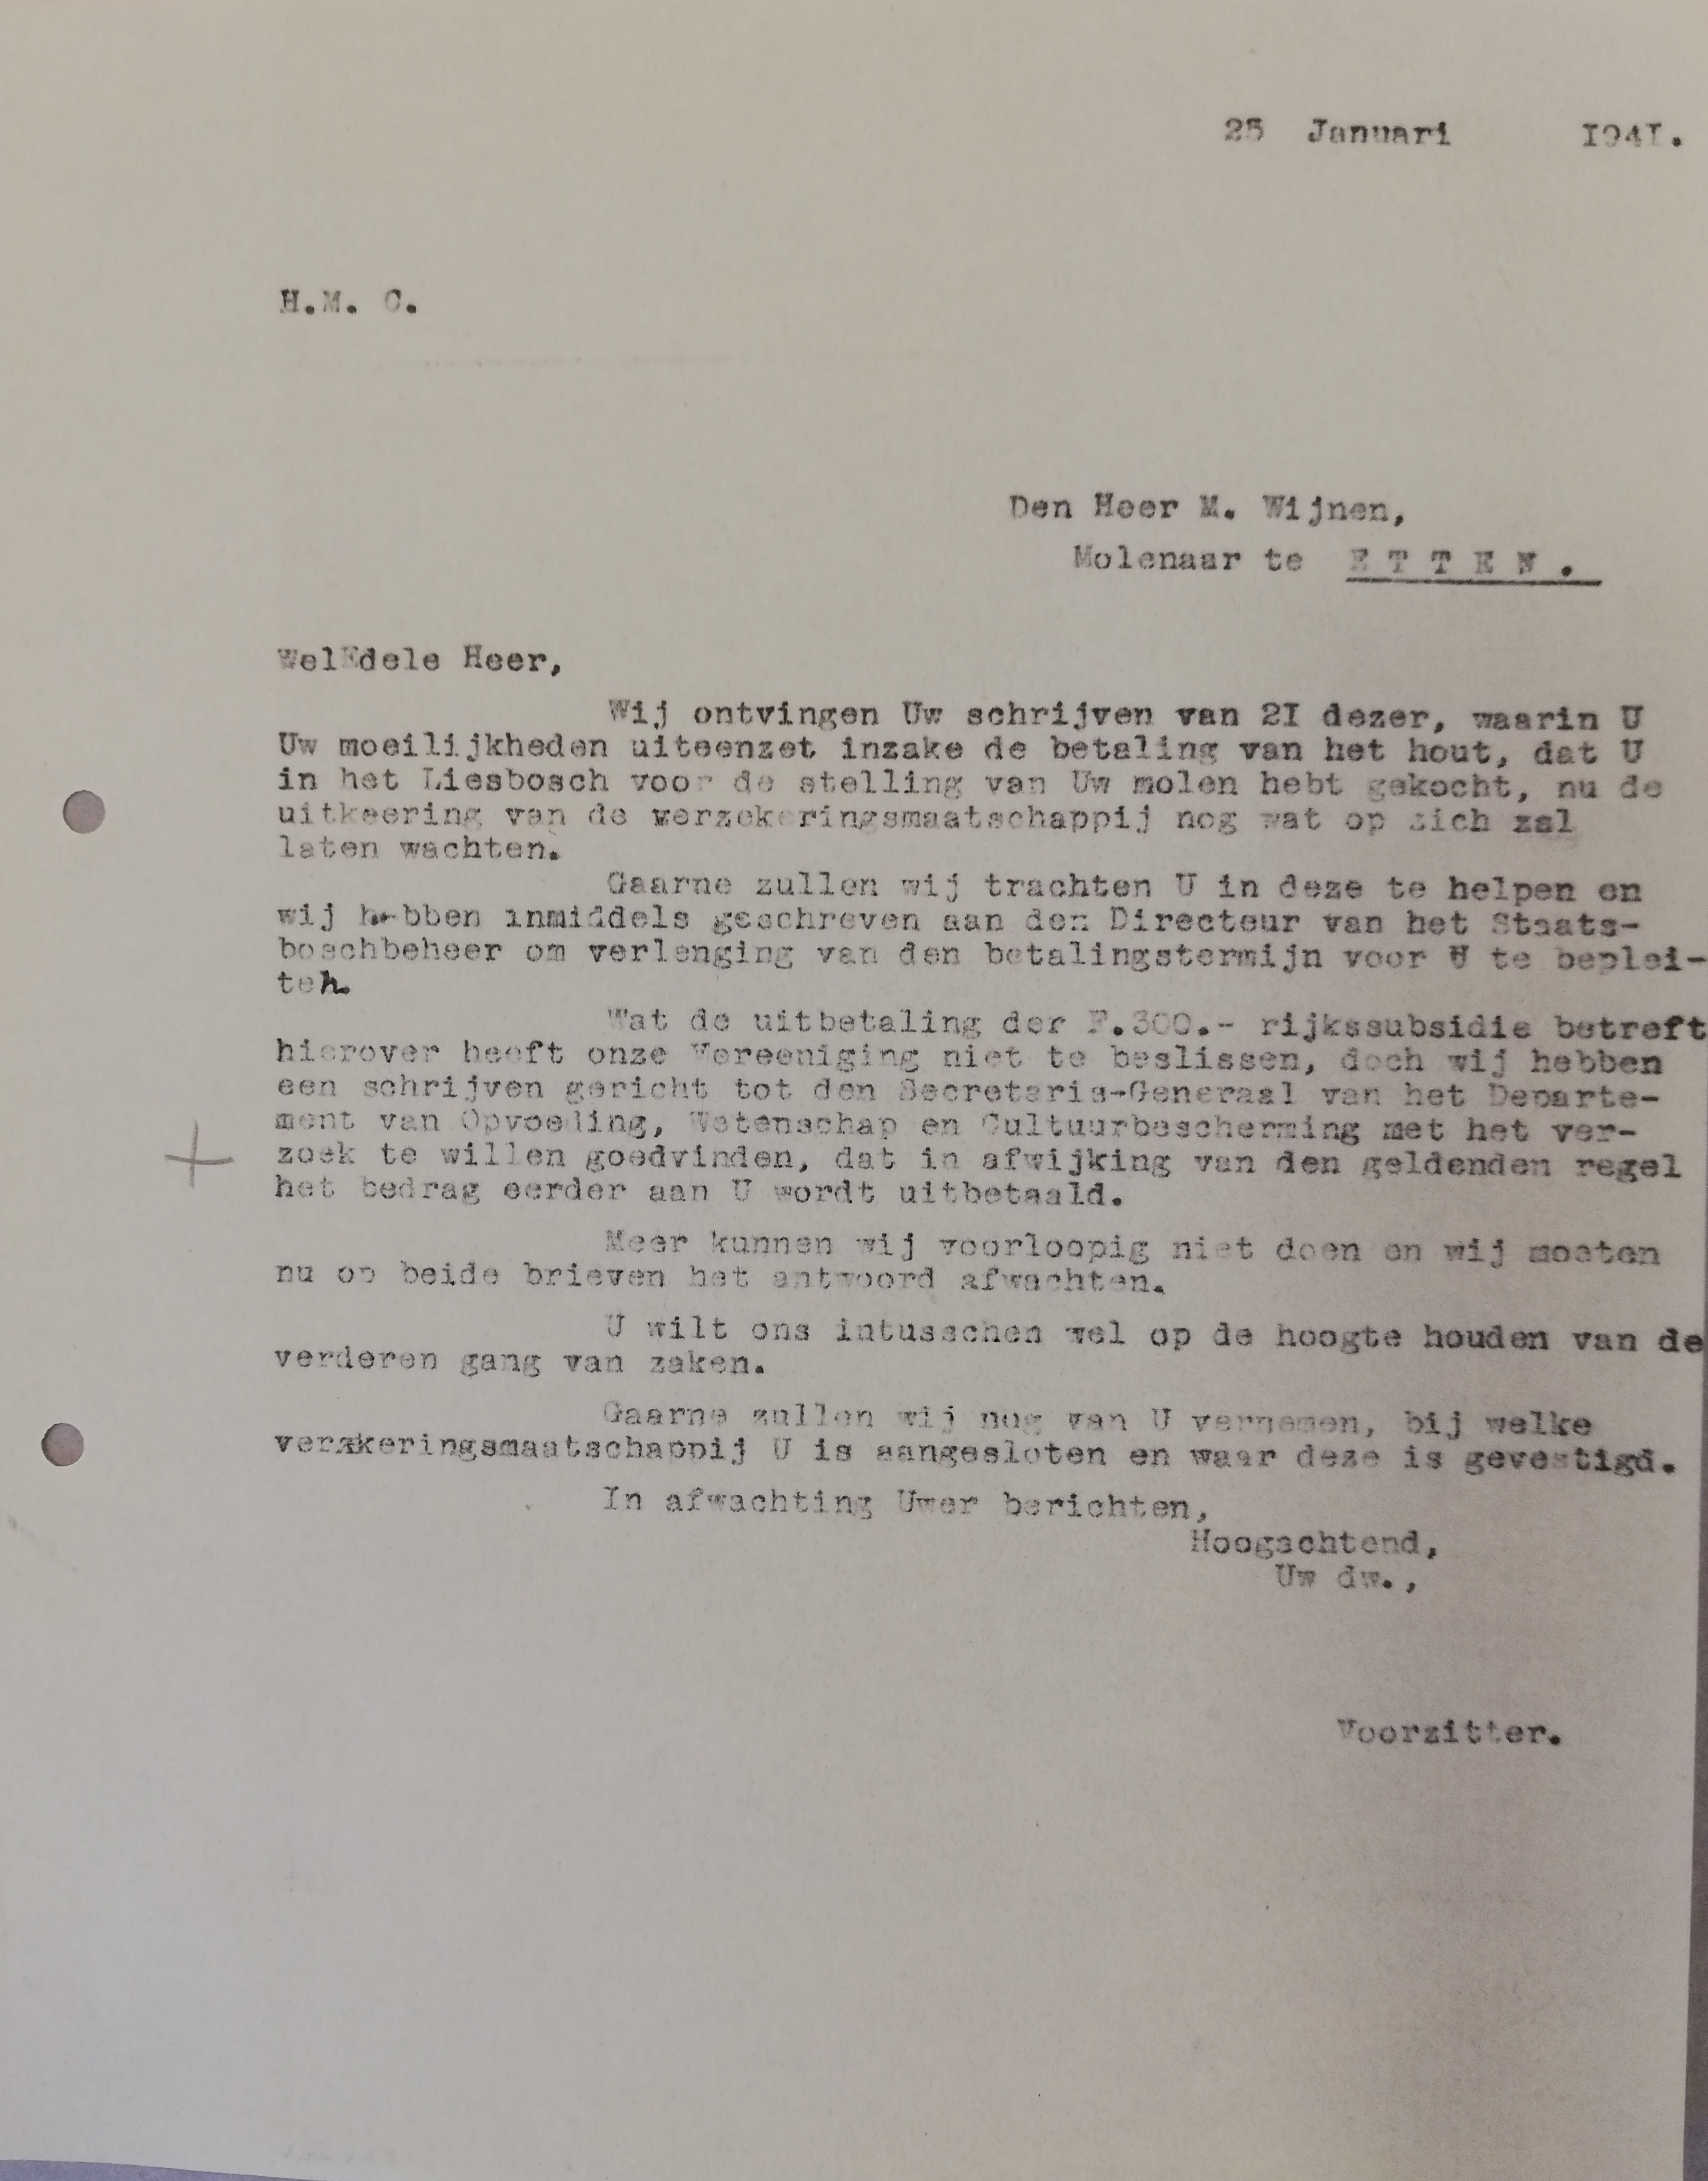 25 Januari 194I.
H.M. C.
Den Heer M. Wijnen,
Molenaar te E T T E N .
WelEdele Heer,
Wij ontvingen Uw schrijven van 2I dezer, waarin U
Uw moeilijkheden uiteenzet inzake de betaling van het hout, dat U
in het Liesbosch voor de stelling van Uw molen hebt gekocht, nu de
uitkeering van de verzekeringsmaatschappij nog wat op zich zal
laten wachten.
Gaarne zullen wij trachten U in deze te helpen en
wij hebben inmiddels geschreven aan den Directeur van het Staats-
boschbeheer om verlenging van den betalingstermijn voor U te beplei-
teh.
Wat de uitbetaling der F.300.- rijkssubsidie betreft
hierover heeft onze Vereeniging niet te beslissen, doch wij hebben
een schrijven gericht tot den Secretaris-Generaal van het Departe-
ment van Opvoeding, Wetenschap en Cultuurbescherming met het ver-
zoek te willen goedvinden, dat in afwijking van den geldenden regel
het bedrag eerder aan U wordt uitbetaald.
Meer kunnen wij voorloopig niet doen en wij moeten
nu op beide brieven het antwoord afwachten.
U wilt ons intusschen wel op de hoogte houden van de
verderen gang van zaken.
Gaarne zullen wij nog van U vernemen, bij welke
verzkeringsmaatschappij U is aangesloten en waar deze is gevestigd.
In afwachting Uwer berichten,
Hoogachtend,
Uw dw.,
Voorzitter.